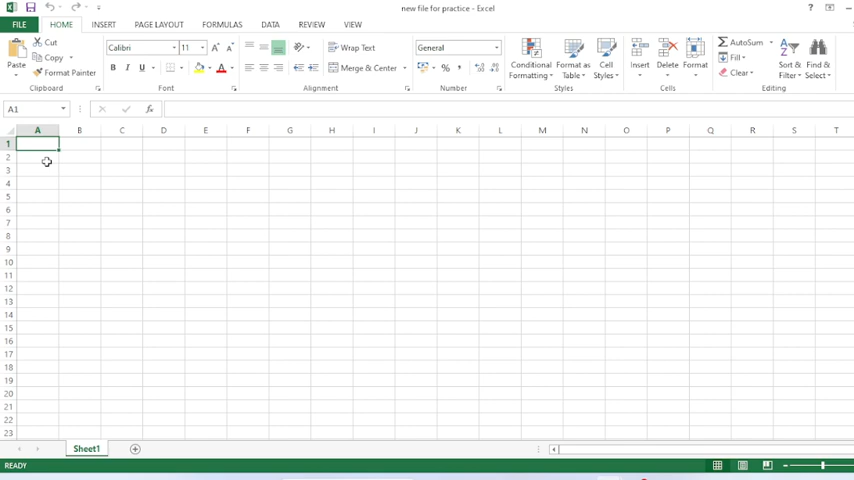 new file for practice - Excel
FILE HOME INSERT PAGE LAYOUT FORMULAS DATA REVIEW VIEW
Paste
Cut
Copy
Format Painter
Clipboard
Calibri 11
B I U
Font
Wrap Text
Merge & Center
Alignment
General
% ,
Number
Conditional Formatting
Format as Table
Cell Styles
Styles
Insert Delete Format
Cells
AutoSum
Fill
Clear
Sort & Filter
Find & Select
Editing
A1 fx
A B C D E F G H I J K L M N O P Q R S T
1
2
3
4
5
6
7
8
9
10
11
12
13
14
15
16
17
18
19
20
21
22
23
Sheet1
READY